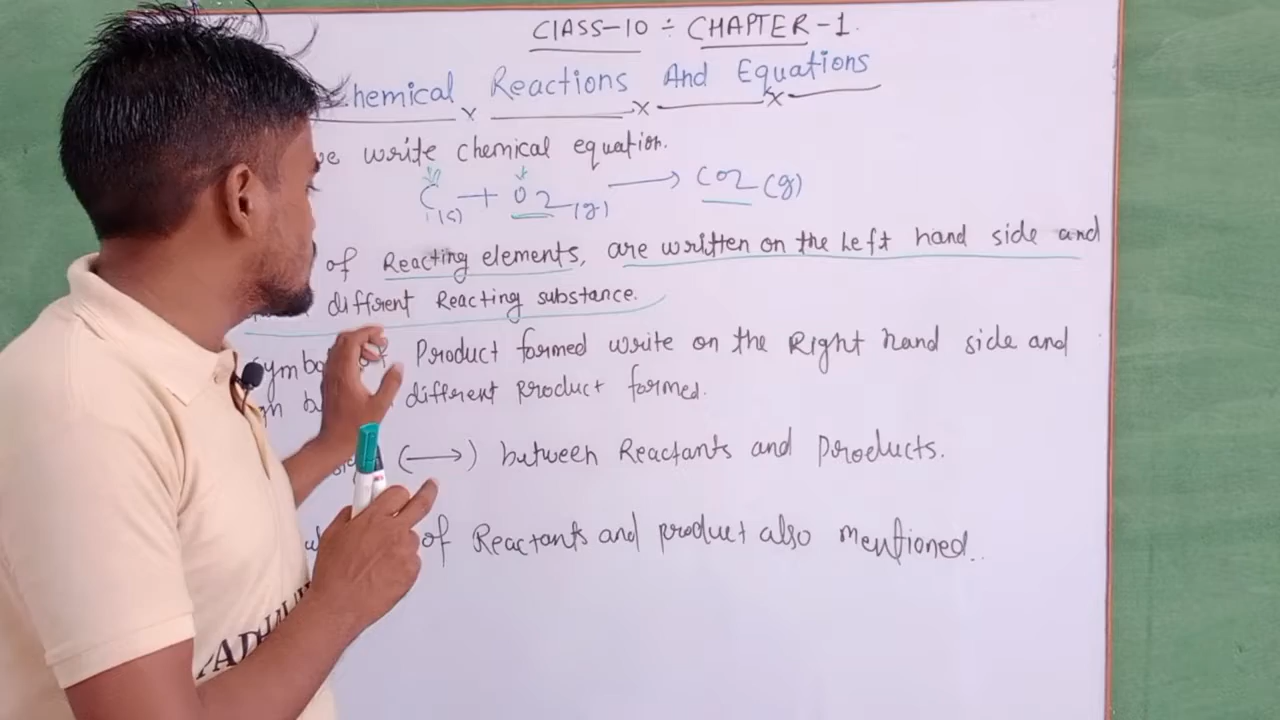 ClASS-10 ÷ CHAPTER-1.
hemical Reactions And Equations
we write chemical equation.
C(s) + O2(g) → CO2(g)
of Reacting elements, are written on the Left hand side and
different Reacting substance.
Product formed write on the Right hand side and
different product formed.
(→) between Reactants and Products.
of Reactants and product also mentioned..
PADHAI